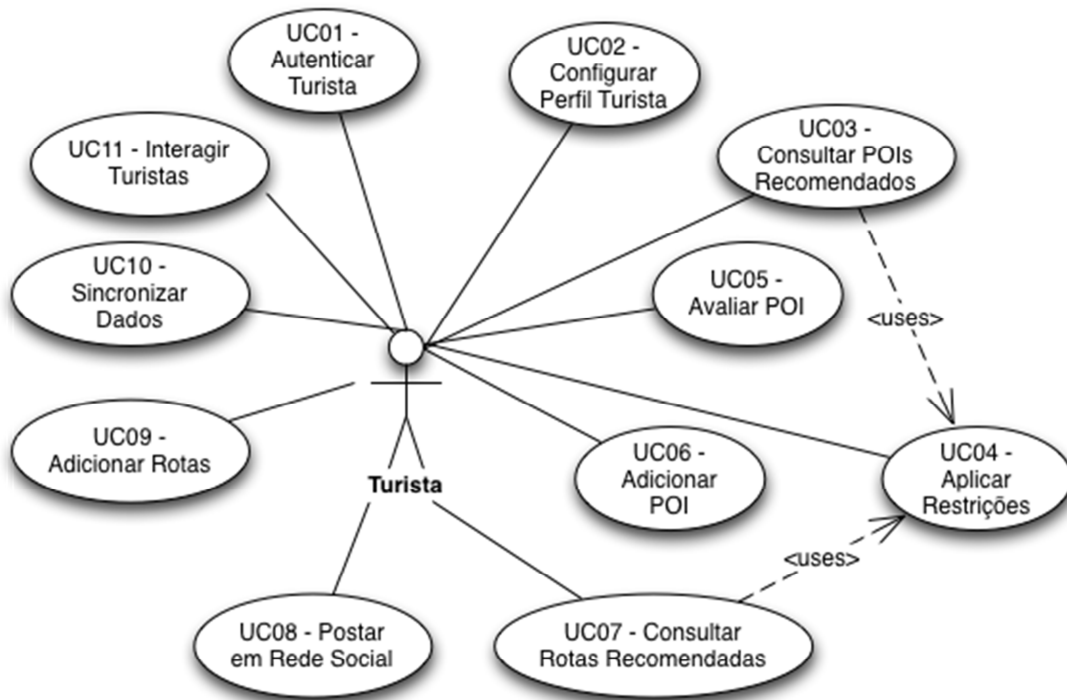 UC01 -
Autenticar
Turista
UC02 -
Configurar
Perfil Turista
UC03 -
Consultar POIs
Recomendados
UC11 - Interagir
Turistas
UC10 -
Sincronizar
Dados
UC05 -
Avaliar POI
<uses>
UC09 -
Adicionar Rotas
Turista
UC06 -
Adicionar
POI
UC04 -
Aplicar
Restrições
<uses>
UC08 - Postar
em Rede Social
UC07 - Consultar
Rotas Recomendadas